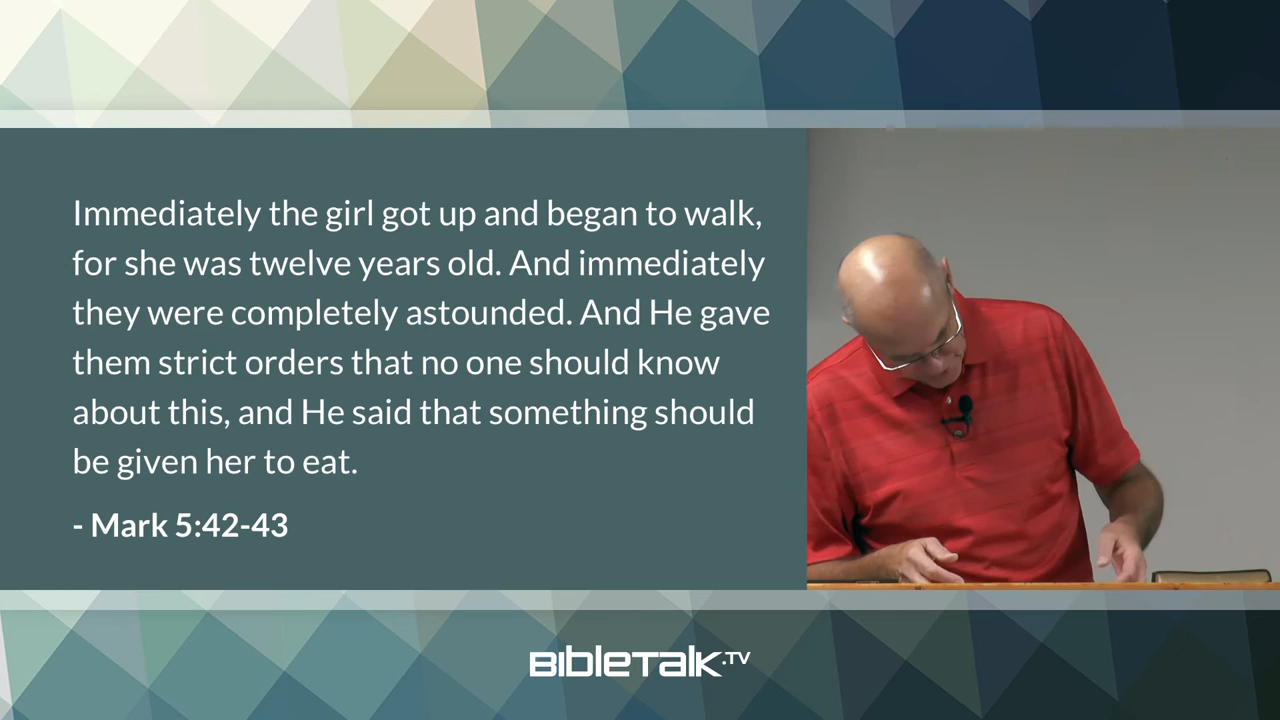 Immediately the girl got up and began to walk,
for she was twelve years old. And immediately
they were completely astounded. And He gave
them strict orders that no one should know
about this, and He said that something should
be given her to eat.
- Mark 5:42-43
BIBLETALK.TV